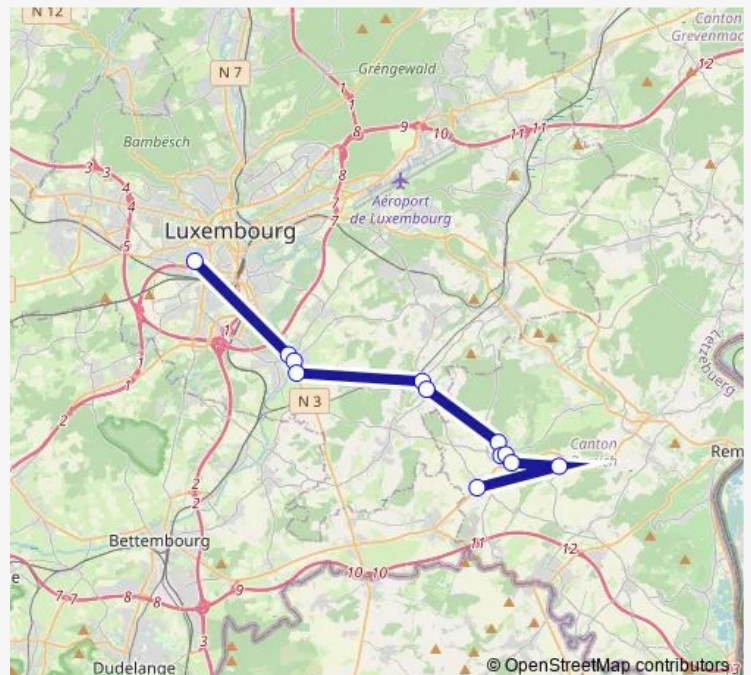 N 12
Canton
Grevenmac
12
N 7
Gréngewald
1
1
8
9
10
11 11
Bambësch
3 3
4
4
8
7
7
Aéroport
de Luxembourg
5
Luxembourg
1
1
1
2
N 3
Lëtzebuerg
Canton
Rem
2
2
Bettembourg
11
12
10 10
9
7 7
8
8
3
Dudelange
© OpenStreetMap contributors